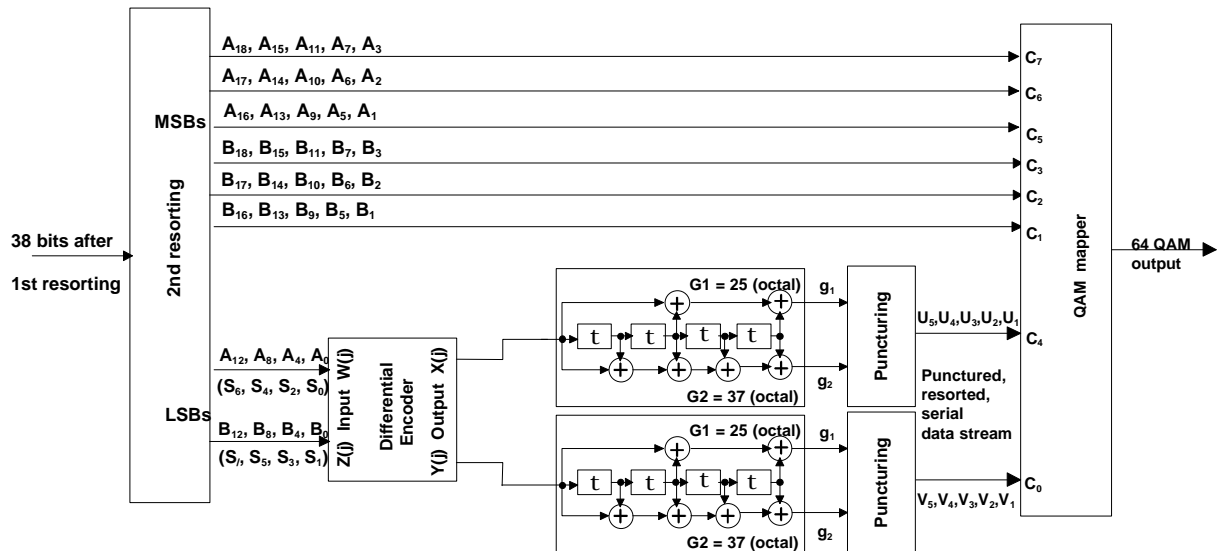 38 bits after
1st resorting
2nd resorting
MSBs
LSBs
A18, A15, A11, A7, A3
A17, A14, A10, A6, A2
A16, A13, A9, A5, A1
B18, B15, B11, B7, B3
B17, B14, B10, B6, B2
B16, B13, B9, B5, B1
A12, A8, A4, A0
(S6, S4, S2, S0)
B12, B8, B4, B0
(S/, S5, S3, S1)
Z(j) Input W(j)
Differential
Encoder
Y(j) Output X(j)
G1 = 25 (octal)
t t t t
G2 = 37 (octal)
g1
g2
Puncturing
G1 = 25 (octal)
t t t t
G2 = 37 (octal)
g1
g2
Puncturing
U5,U4,U3,U2,U1
Punctured,
resorted,
serial
data stream
V5,V4,V3,V2,V1
C7
C6
C5
C3
C2
C1
C4
C0
QAM mapper
64 QAM
output